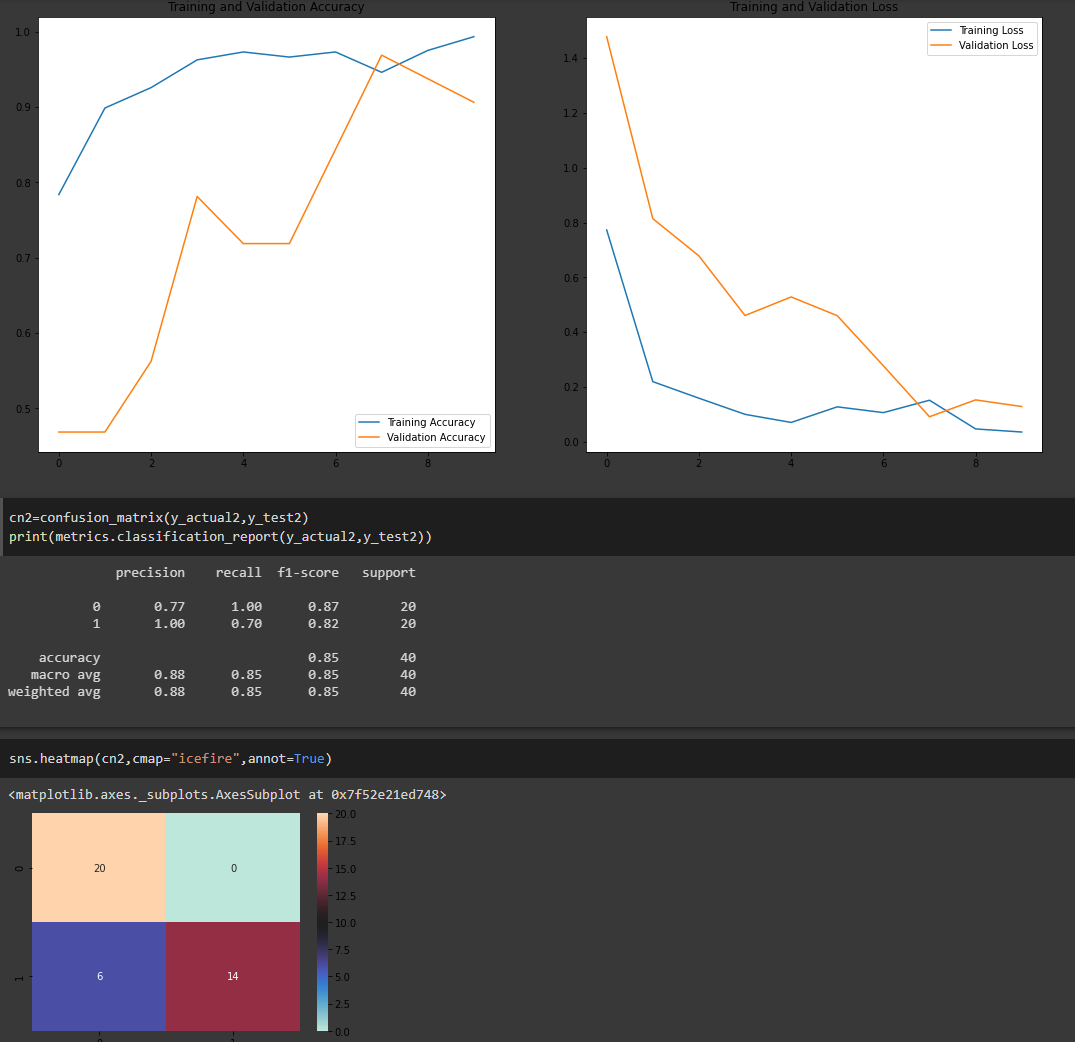 Training and Validation Accuracy
1.0
0.9
0.8
0.7
0.6
0.5
0 2 4 6 8
Training Accuracy
Validation Accuracy
Training and Validation Loss
1.4
1.2
1.0
0.8
0.6
0.4
0.2
0.0
0 2 4 6 8
Training Loss
Validation Loss
cn2=confusion_matrix(y_actual2,y_test2)
print(metrics.classification_report(y_actual2,y_test2))
precision recall f1-score support
0 0.77 1.00 0.87 20
1 1.00 0.70 0.82 20
accuracy 0.85 40
macro avg 0.88 0.85 0.85 40
weighted avg 0.88 0.85 0.85 40
sns.heatmap(cn2,cmap="icefire",annot=True)
<matplotlib.axes._subplots.AxesSubplot at 0x7f52e21ed748>
0 20 0
1 6 14
20.0
17.5
15.0
12.5
10.0
7.5
5.0
2.5
0.0